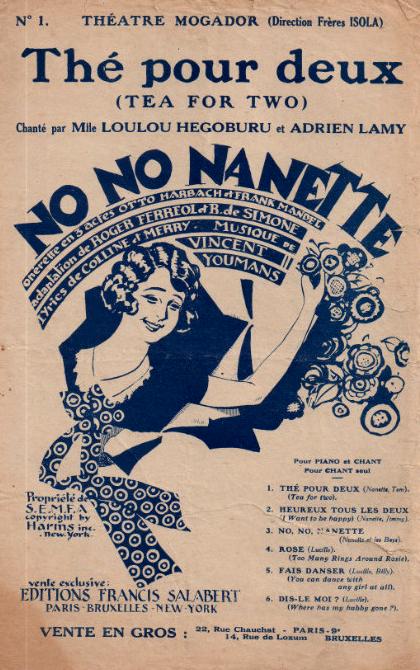 N° 1. THÉATRE MOGADOR (Direction Frères ISOLA)
Thé pour deux
(TEA FOR TWO)
Chanté par Mlle LOULOU HEGOBURU et ADRIEN LAMY
NO NO NANETTE
opérette en 3 actes OTTO HARBACH et FRANK MANDEL
adaptation de ROGER FERREOL et R. de SIMONE
Lyrics de COLLINE et MERRY · MUSIQUE DE
VINCENT
YOUMANS
Pour PIANO et CHANT
Pour CHANT seul
1. THÉ POUR DEUX (Nanette, Tom).
(Tea for two).
2. HEUREUX TOUS LES DEUX
(I want to be happy) (Nanette, Jimmy).
3. NO, NO, NANETTE
(Nanette et les Boys).
4. ROSE (Lucille).
(Too Many Rings Around Rosie).
5. FAIS DANSER (Lucille, Billy).
(You can dance with
any girl at all).
6. DIS-LE MOI ? (Lucille).
(Where has my hubby gone ?).
Propriété de
S.E.M.F.A
copyright by
Harms inc.
New.York.
vente exclusive:
EDITIONS FRANCIS SALABERT
PARIS-BRUXELLES-NEW-YORK
VENTE EN GROS : 22, Rue Chauchat - PARIS-9e
14, Rue de Loxum BRUXELLES